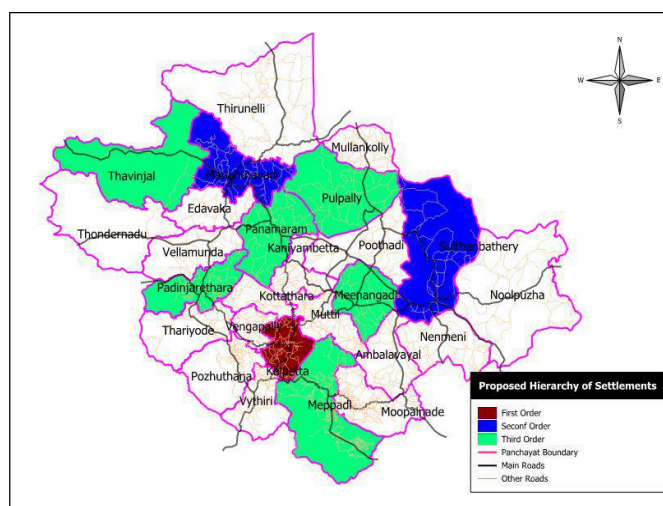 N
W
E
S
Thirunelli
Mullankolly
Mananthavadi
Thavinjal
Pulpally
Edavaka
Panamaram
Thondernadu
Kaniyambetta
Poothadi
Sulthanbathery
Vellamunda
Padinjarethara
Meenangadi
Noolpuzha
Kottathara
Muttil
Thariyode
Vengapally
Nenmeni
Ambalavayal
Kalpetta
Pozhuthana
Vythiri
Meppadi
Moopainade
Proposed Hierarchy of Settlements
First Order
Seconf Order
Third Order
Panchayat Boundary
Main Roads
Other Roads